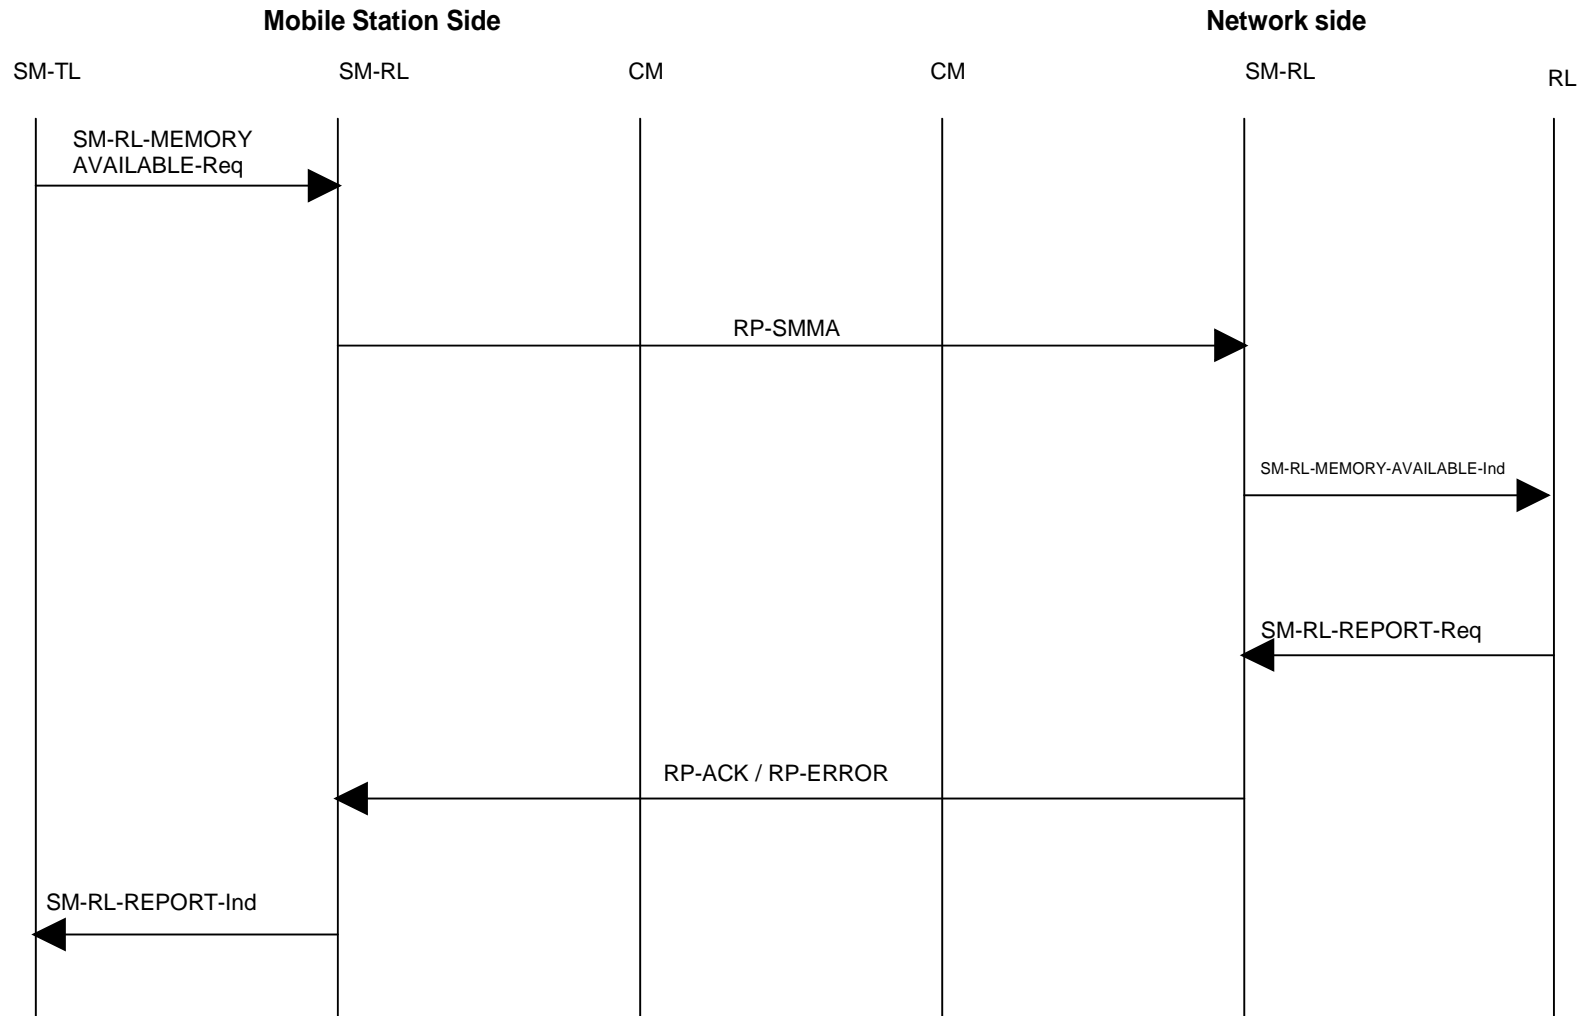 Mobile Station Side
Network side
SM-TL
SM-RL
CM
CM
SM-RL
RL
SM-RL-MEMORY
AVAILABLE-Req
RP-SMMA
SM-RL-MEMORY-AVAILABLE-Ind
SM-RL-REPORT-Req
RP-ACK / RP-ERROR
SM-RL-REPORT-Ind